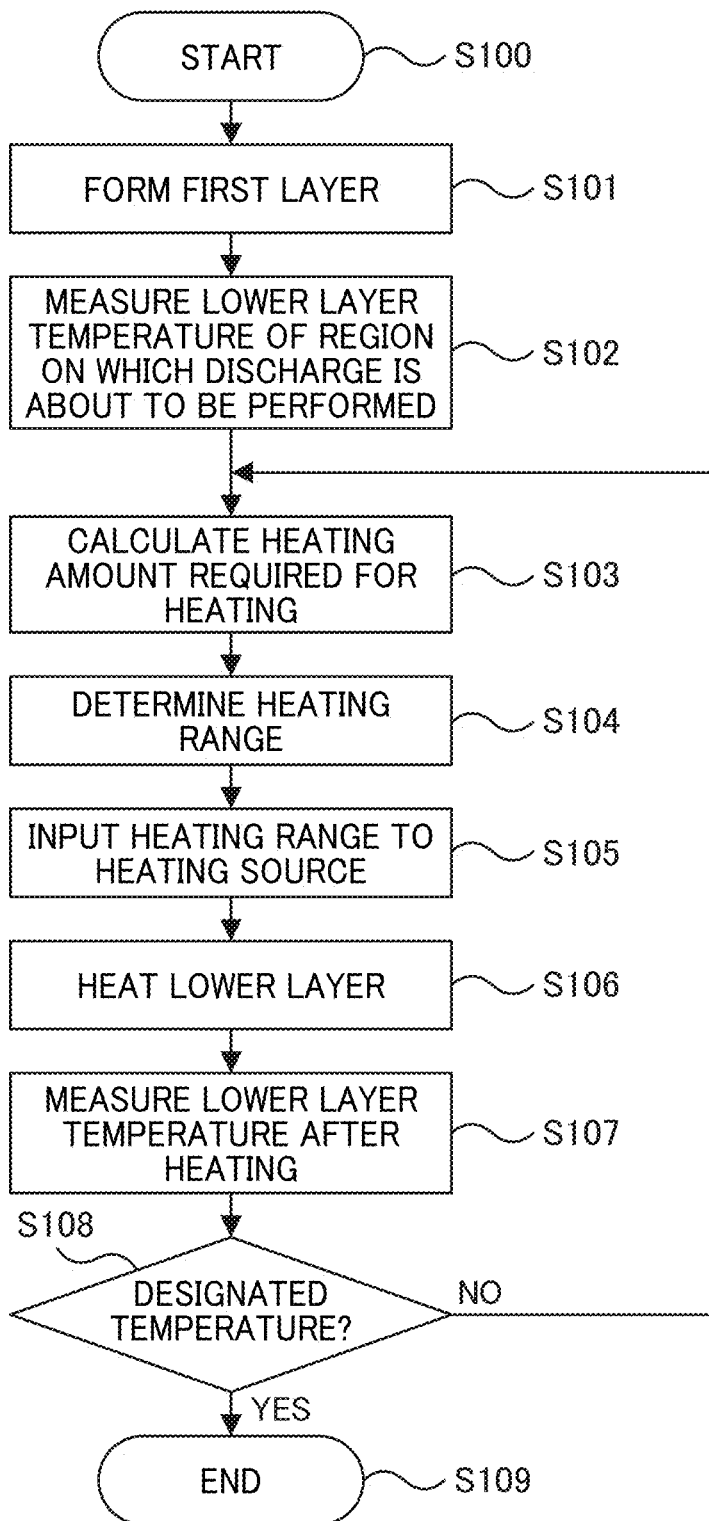 START
S100
FORM FIRST LAYER
S101
MEASURE LOWER LAYER
TEMPERATURE OF REGION
ON WHICH DISCHARGE IS
ABOUT TO BE PERFORMED
S102
CALCULATE HEATING
AMOUNT REQUIRED FOR
HEATING
S103
DETERMINE HEATING
RANGE
S104
INPUT HEATING RANGE TO
HEATING SOURCE
S105
HEAT LOWER LAYER
S106
MEASURE LOWER LAYER
TEMPERATURE AFTER
HEATING
S107
S108
DESIGNATED
TEMPERATURE?
NO
YES
END
S109